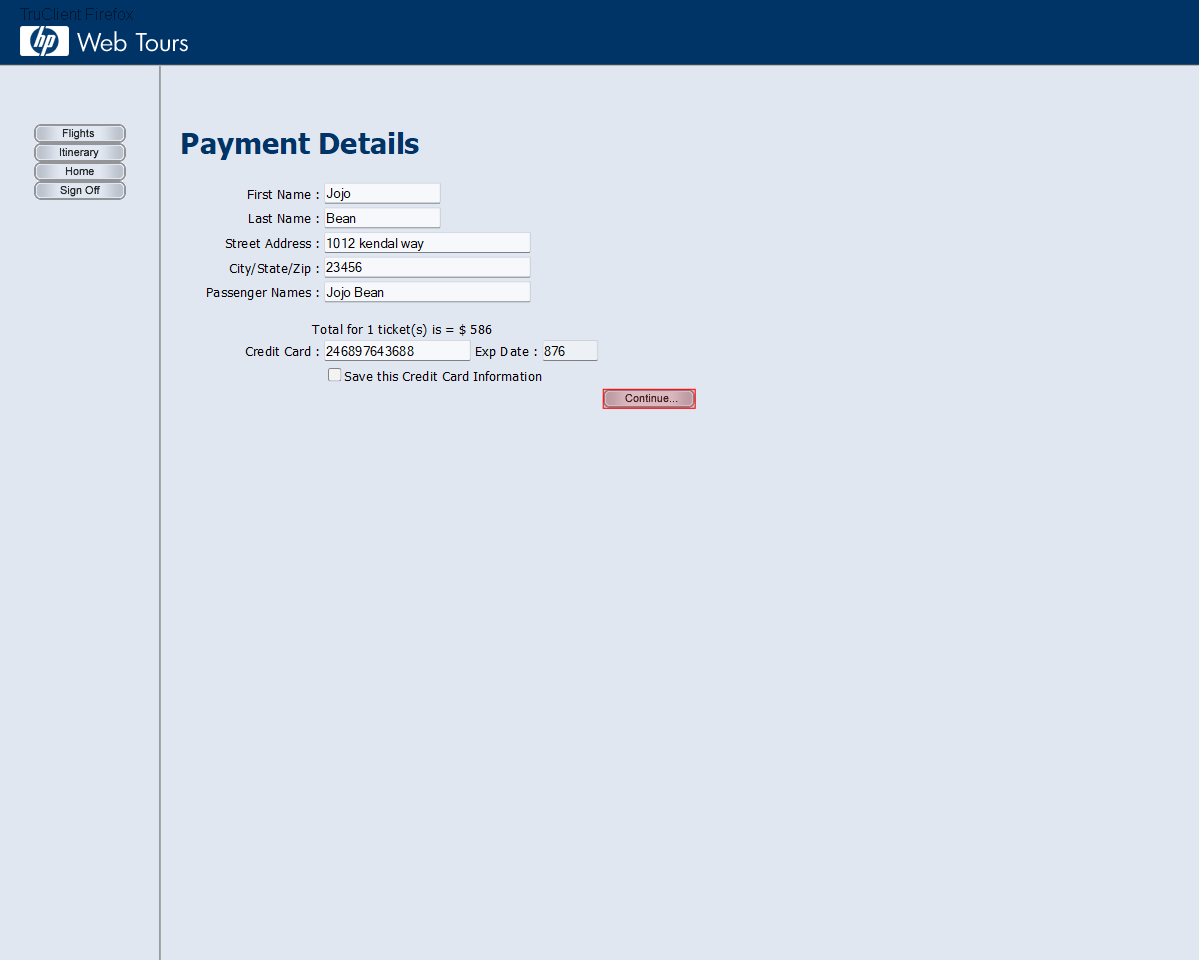 TruClient Firefox
hp Web Tours
Flights
Itinerary
Home
Sign Off
Payment Details
First Name : Jojo
Last Name : Bean
Street Address : 1012 kendal way
City/State/Zip : 23456
Passenger Names : Jojo Bean
Total for 1 ticket(s) is = $ 586
Credit Card : 246897643688 Exp Date : 876
Save this Credit Card Information
Continue...